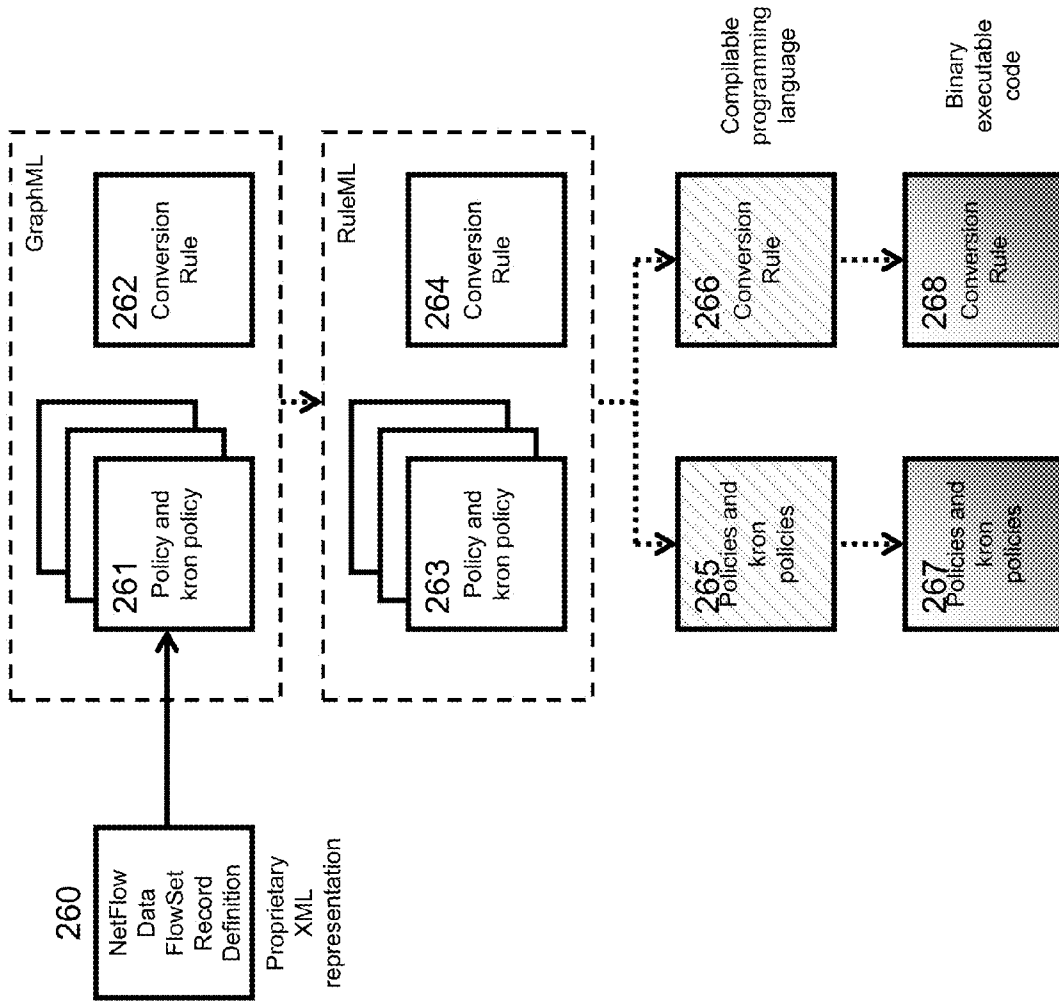 260
NetFlow
Data
FlowSet
Record
Definition
Proprietary
XML
representation
GraphML
261
Policy and
kron policy
262
Conversion
Rule
RuleML
263
Policy and
kron policy
264
Conversion
Rule
265
Policies and
kron
policies
266
Conversion
Rule
Compilable
programming
language
267
Policies and
kron
policies
268
Conversion
Rule
Binary
executable
code